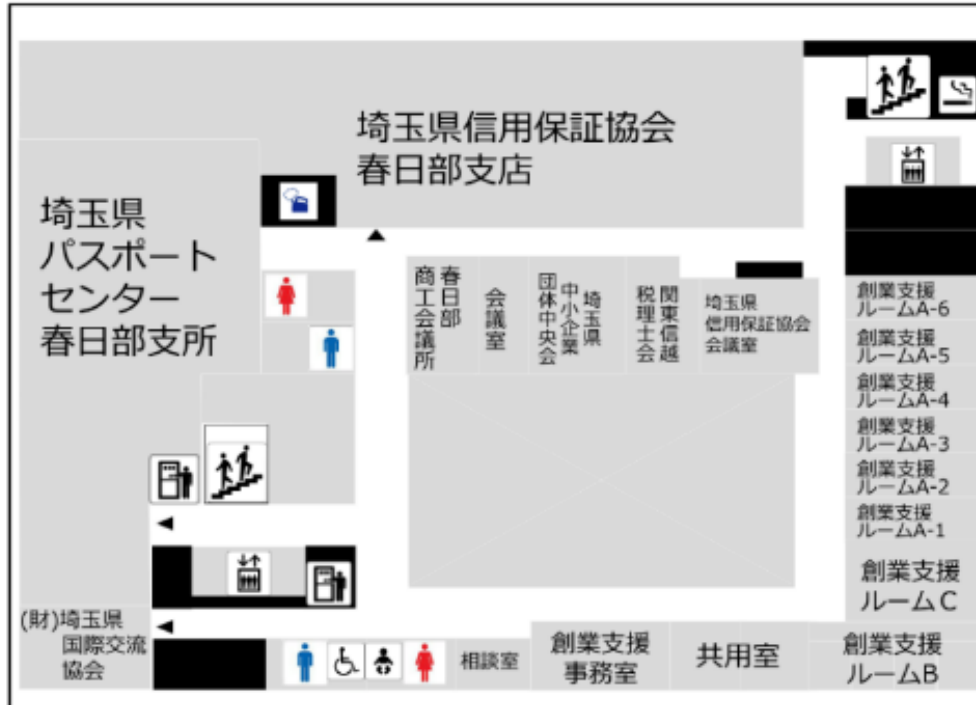 埼玉県信用保証協会
春日部支店
埼玉県
パスポート
センター
春日部支所
春日部
商工会議所
会議室
埼玉県
中小企業
団体中央会
関東信越
税理士会
埼玉県
信用保証協会
会議室
創業支援
ルームA-6
創業支援
ルームA-5
創業支援
ルームA-4
創業支援
ルームA-3
創業支援
ルームA-2
創業支援
ルームA-1
創業支援
ルームC
(財)埼玉県
国際交流
協会
相談室
創業支援
事務室
共用室
創業支援
ルームB